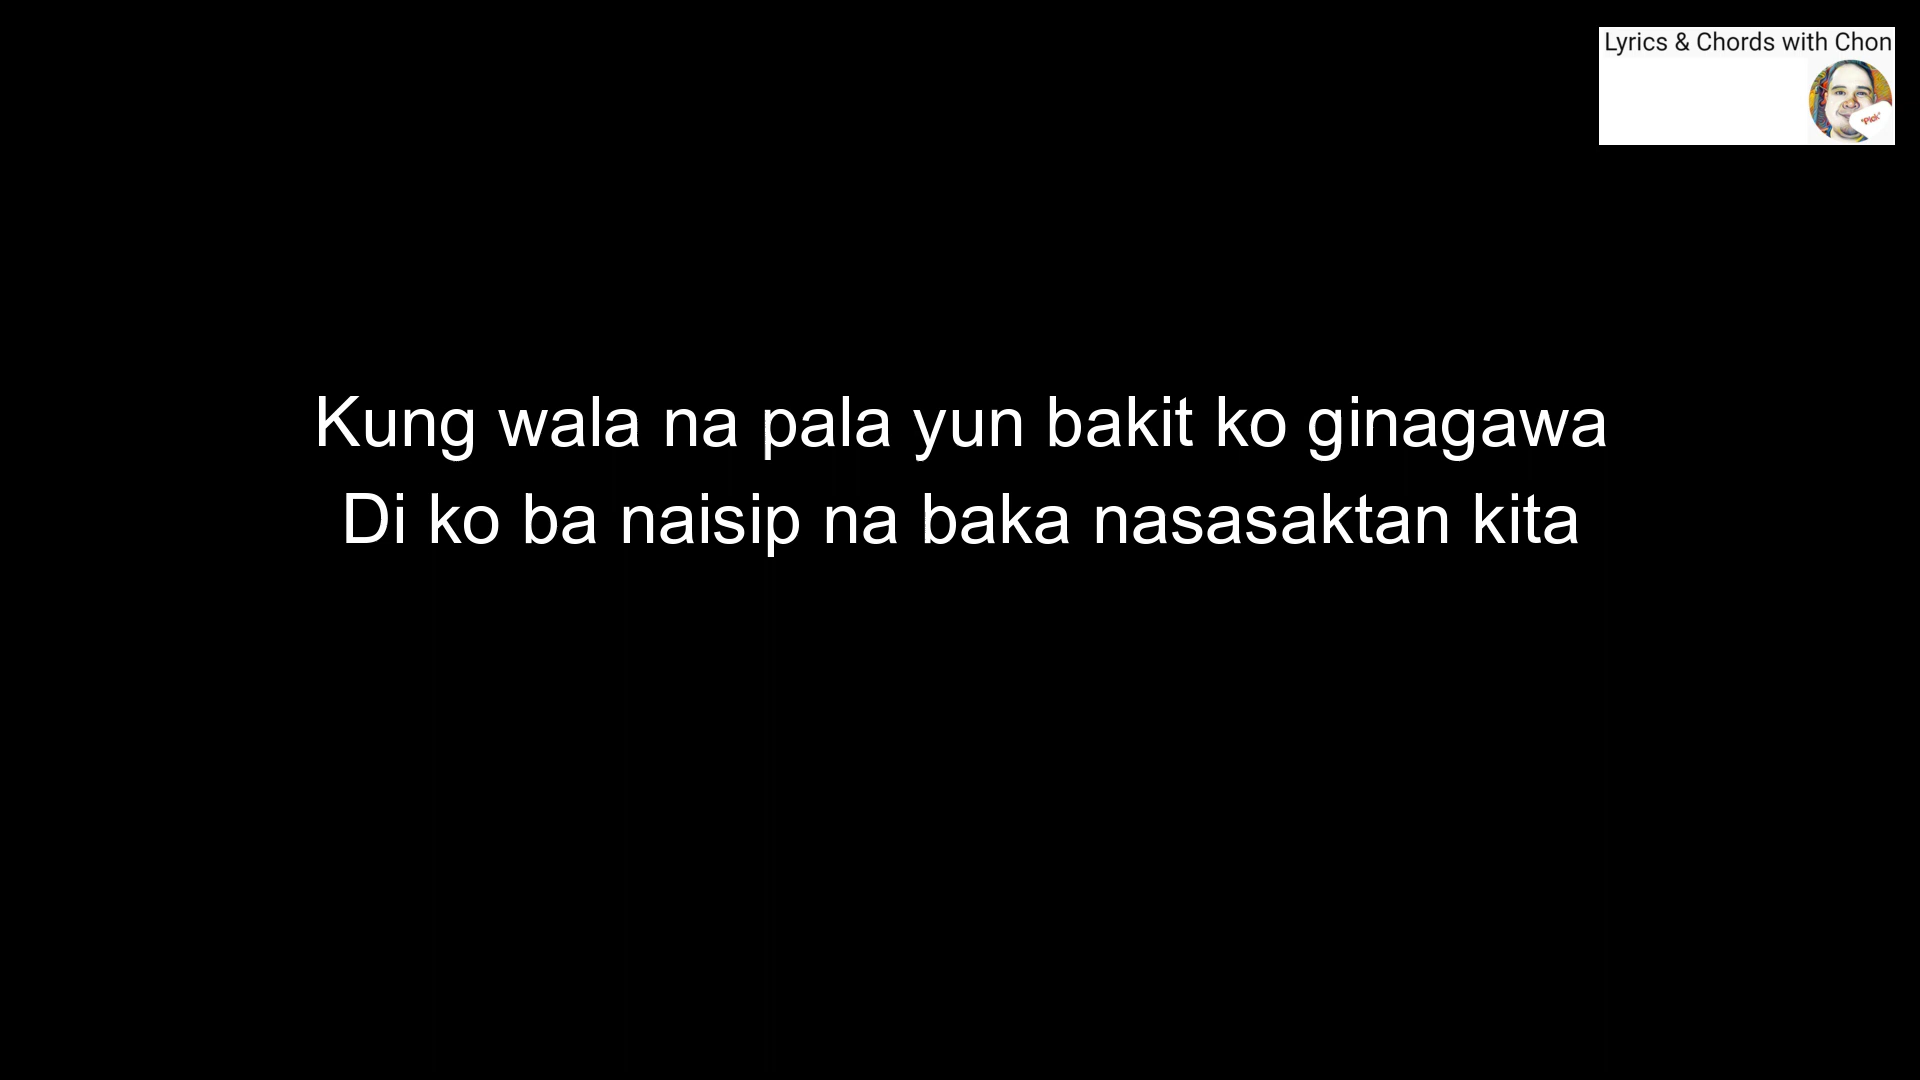 Lyrics & Chords with Chon
"Pick"
Kung wala na pala yun bakit ko ginagawa
Di ko ba naisip na baka nasasaktan kita